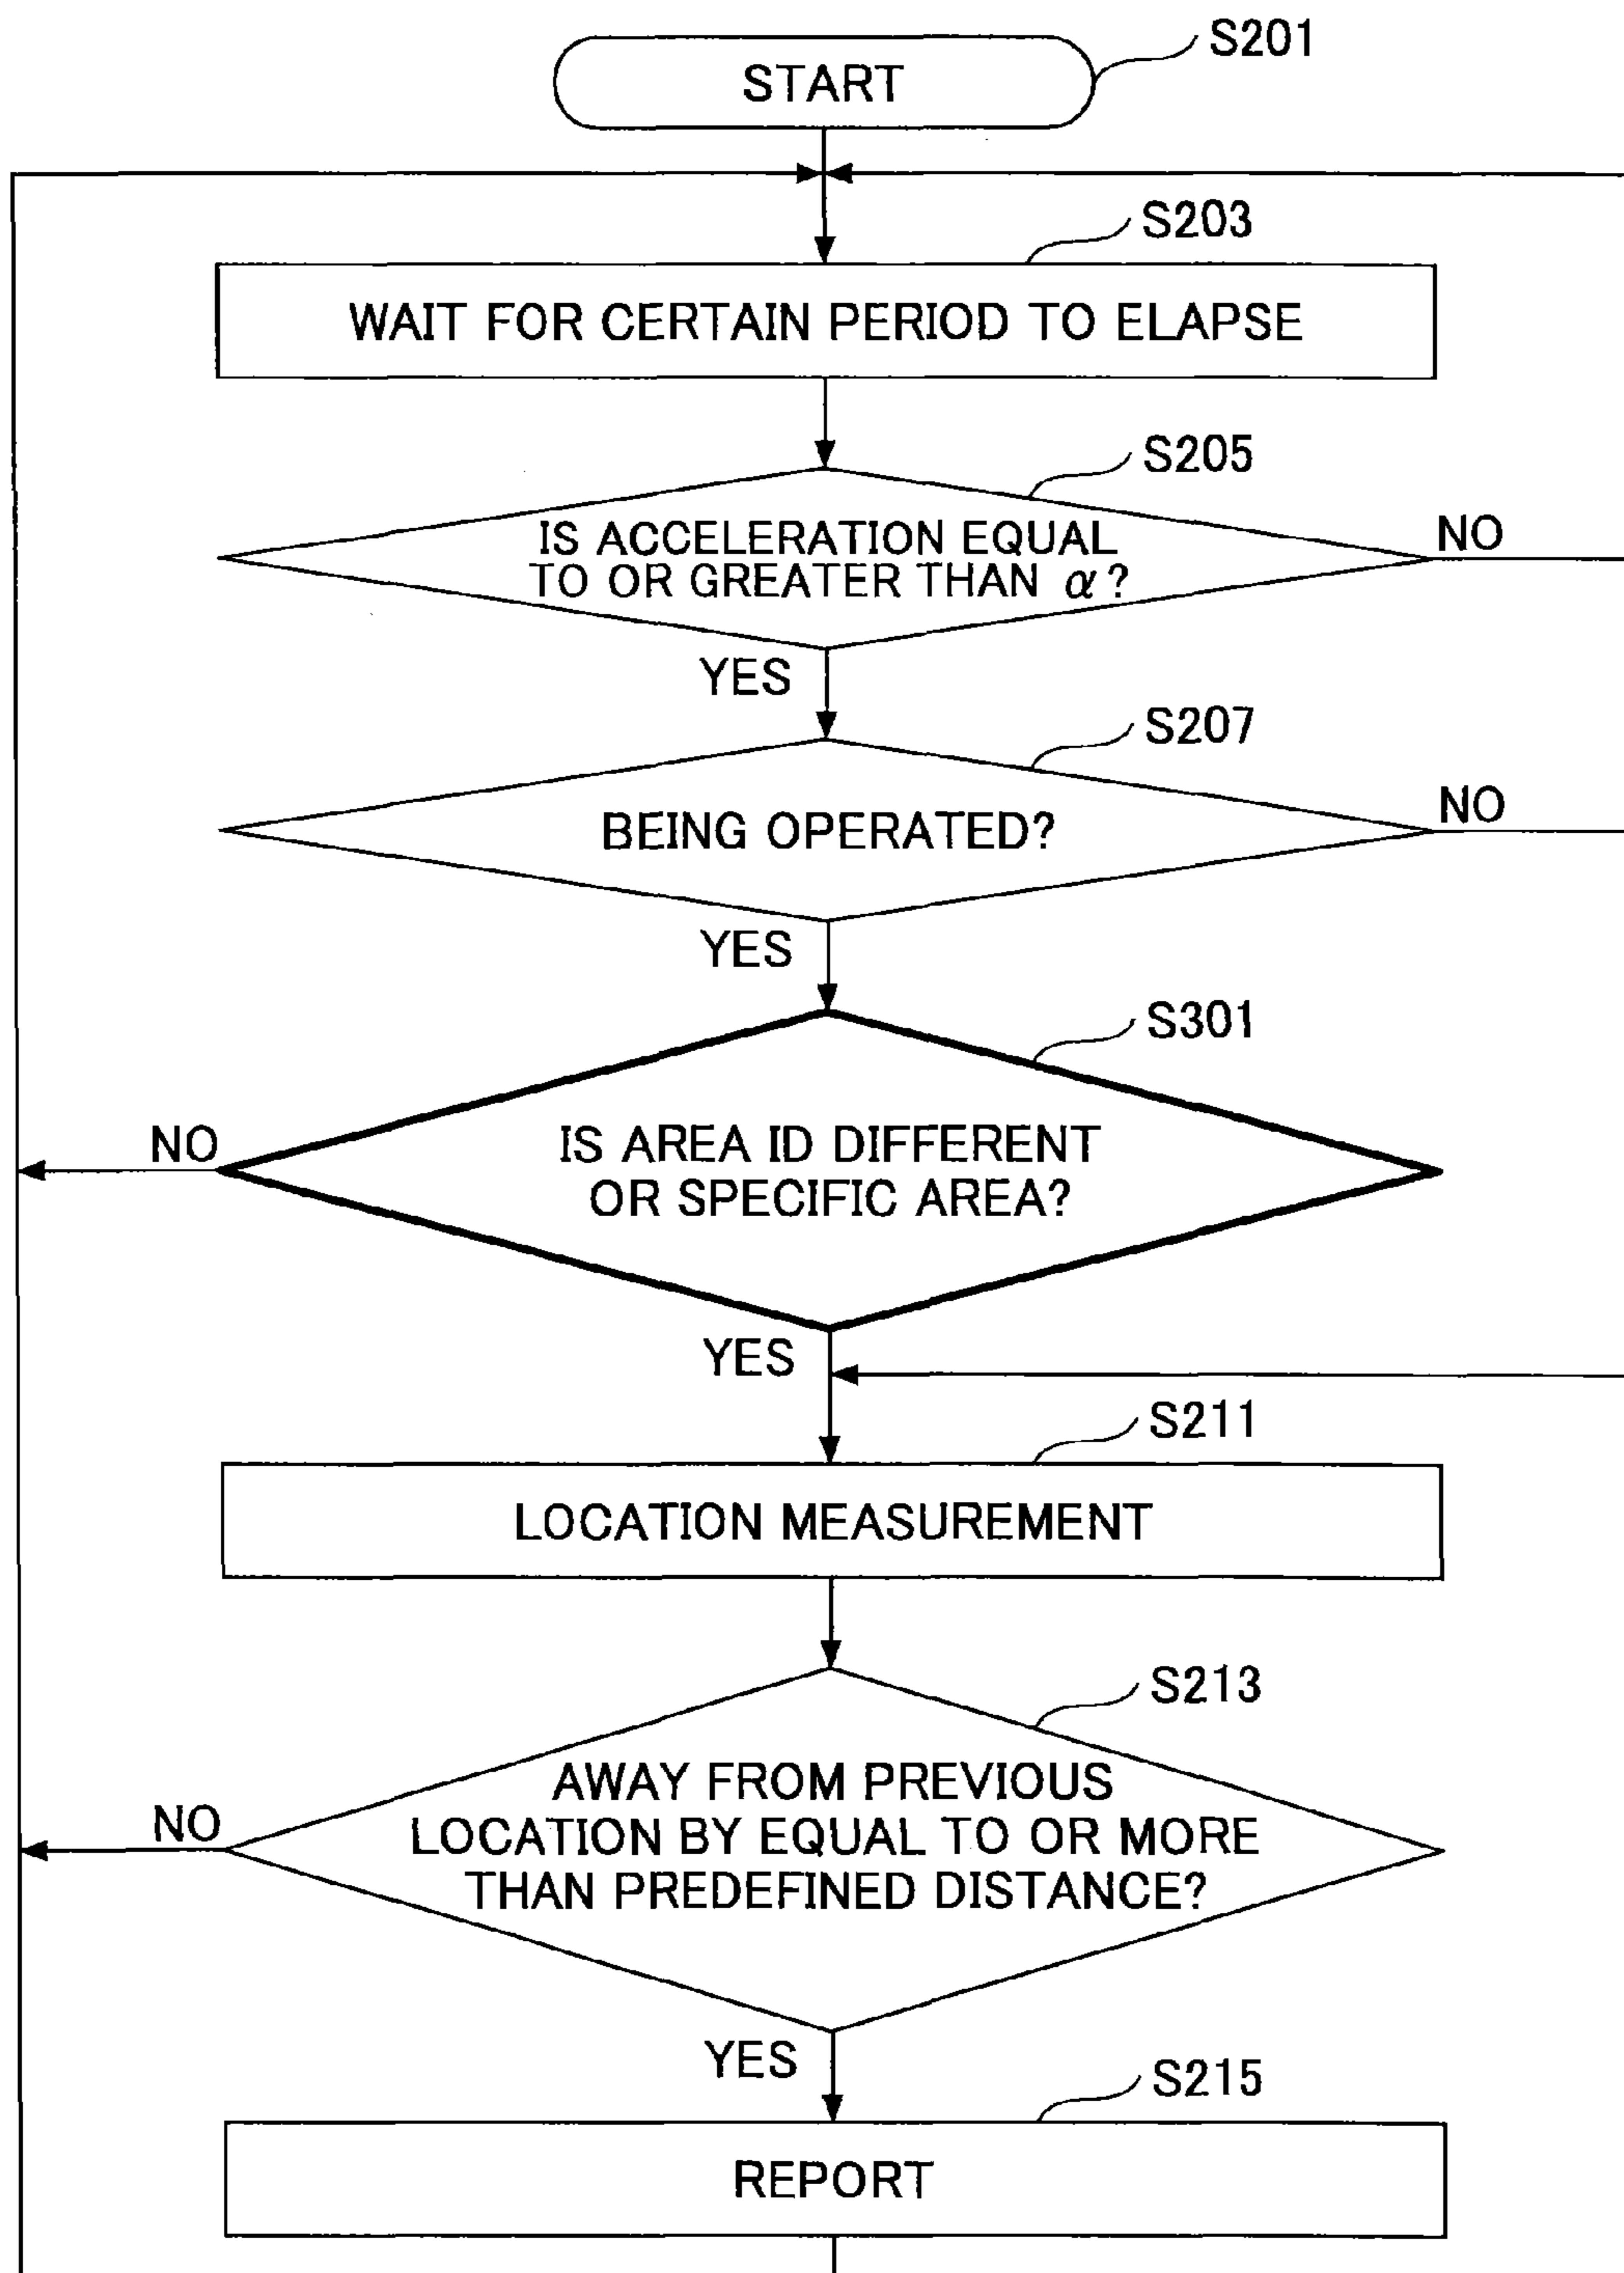 S201
START
S203
WAIT FOR CERTAIN PERIOD TO ELAPSE
S205
IS ACCELERATION EQUAL
TO OR GREATER THAN α?
NO
YES
S207
BEING OPERATED?
NO
YES
S301
IS AREA ID DIFFERENT
OR SPECIFIC AREA?
NO
YES
S211
LOCATION MEASUREMENT
S213
AWAY FROM PREVIOUS
LOCATION BY EQUAL TO OR MORE
THAN PREDEFINED DISTANCE?
NO
YES
S215
REPORT